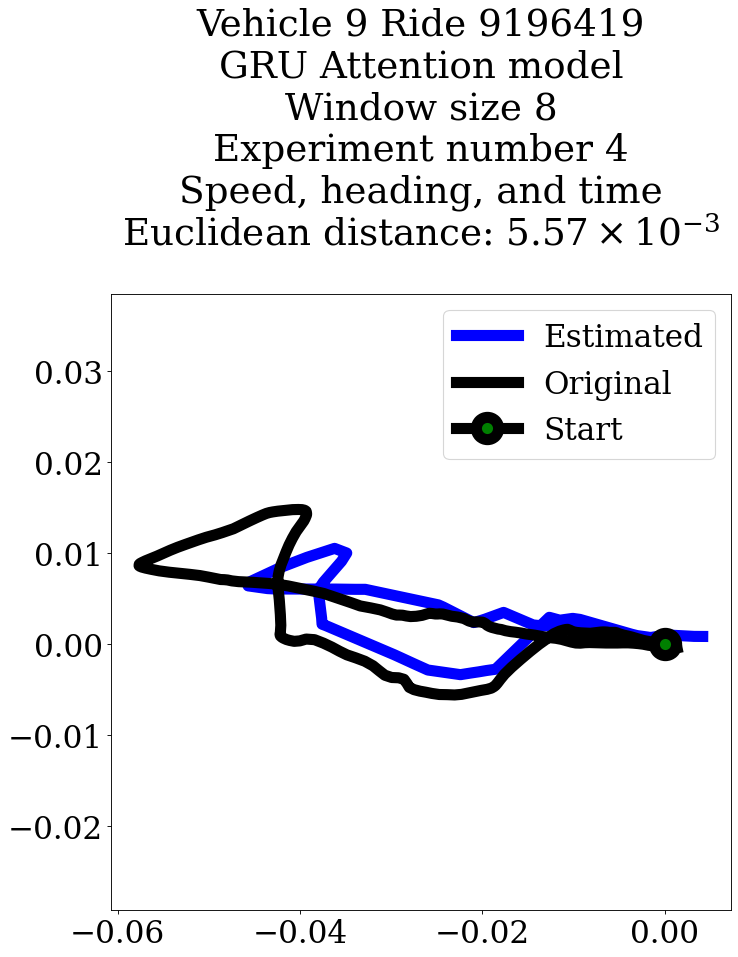 Vehicle 9 Ride 9196419
GRU Attention model
Window size 8
Experiment number 4
Speed, heading, and time
Euclidean distance: 5.57 × 10⁻³
Estimated
Original
Start
0.03
0.02
0.01
0.00
−0.01
−0.02
−0.06 −0.04 −0.02 0.00